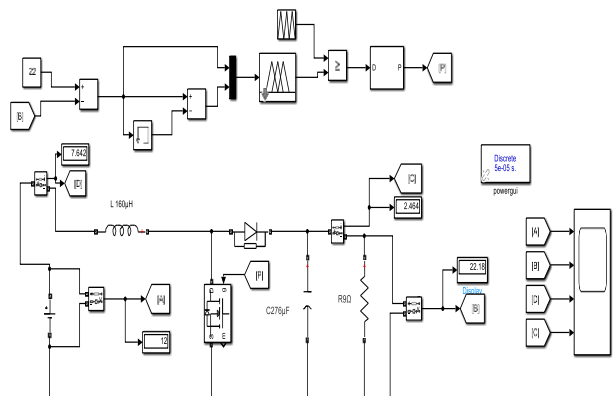 22
+
−
+
−
≥
D
P
[P]
[B]
7.642
[D]
[C]
2.464
Discrete
5e-05 s.
powergui
L 160µH
[P]
[A]
12
C276µF
R9Ω
22.18
Display
[B]
[A]
[B]
[D]
[C]